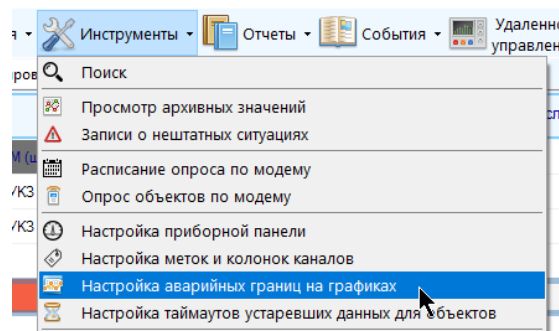 я Инструменты Отчеты События Удаленно
управлен
Поиск
Просмотр архивных значений
Записи о нештатных ситуациях
Расписание опроса по модему
УКЗ
Опрос объектов по модему
УКЗ
Настройка приборной панели
Настройка меток и колонок каналов
Настройка аварийных границ на графиках
Настройка таймаутов устаревших данных для объектов